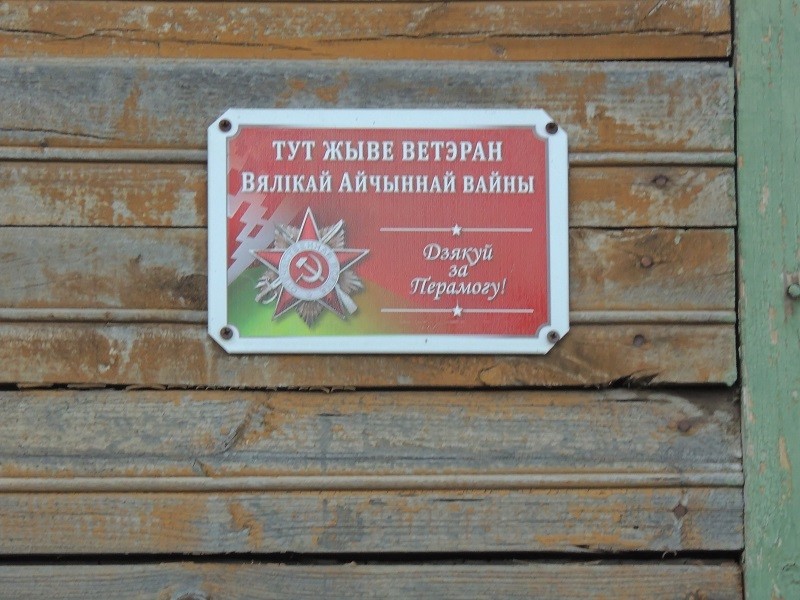 ТУТ ЖЫВЕ ВЕТЭРАН
ВЯЛІКАЙ АЙЧЫННАЙ ВАЙНЫ
Дзякуй
за
Перамогу!